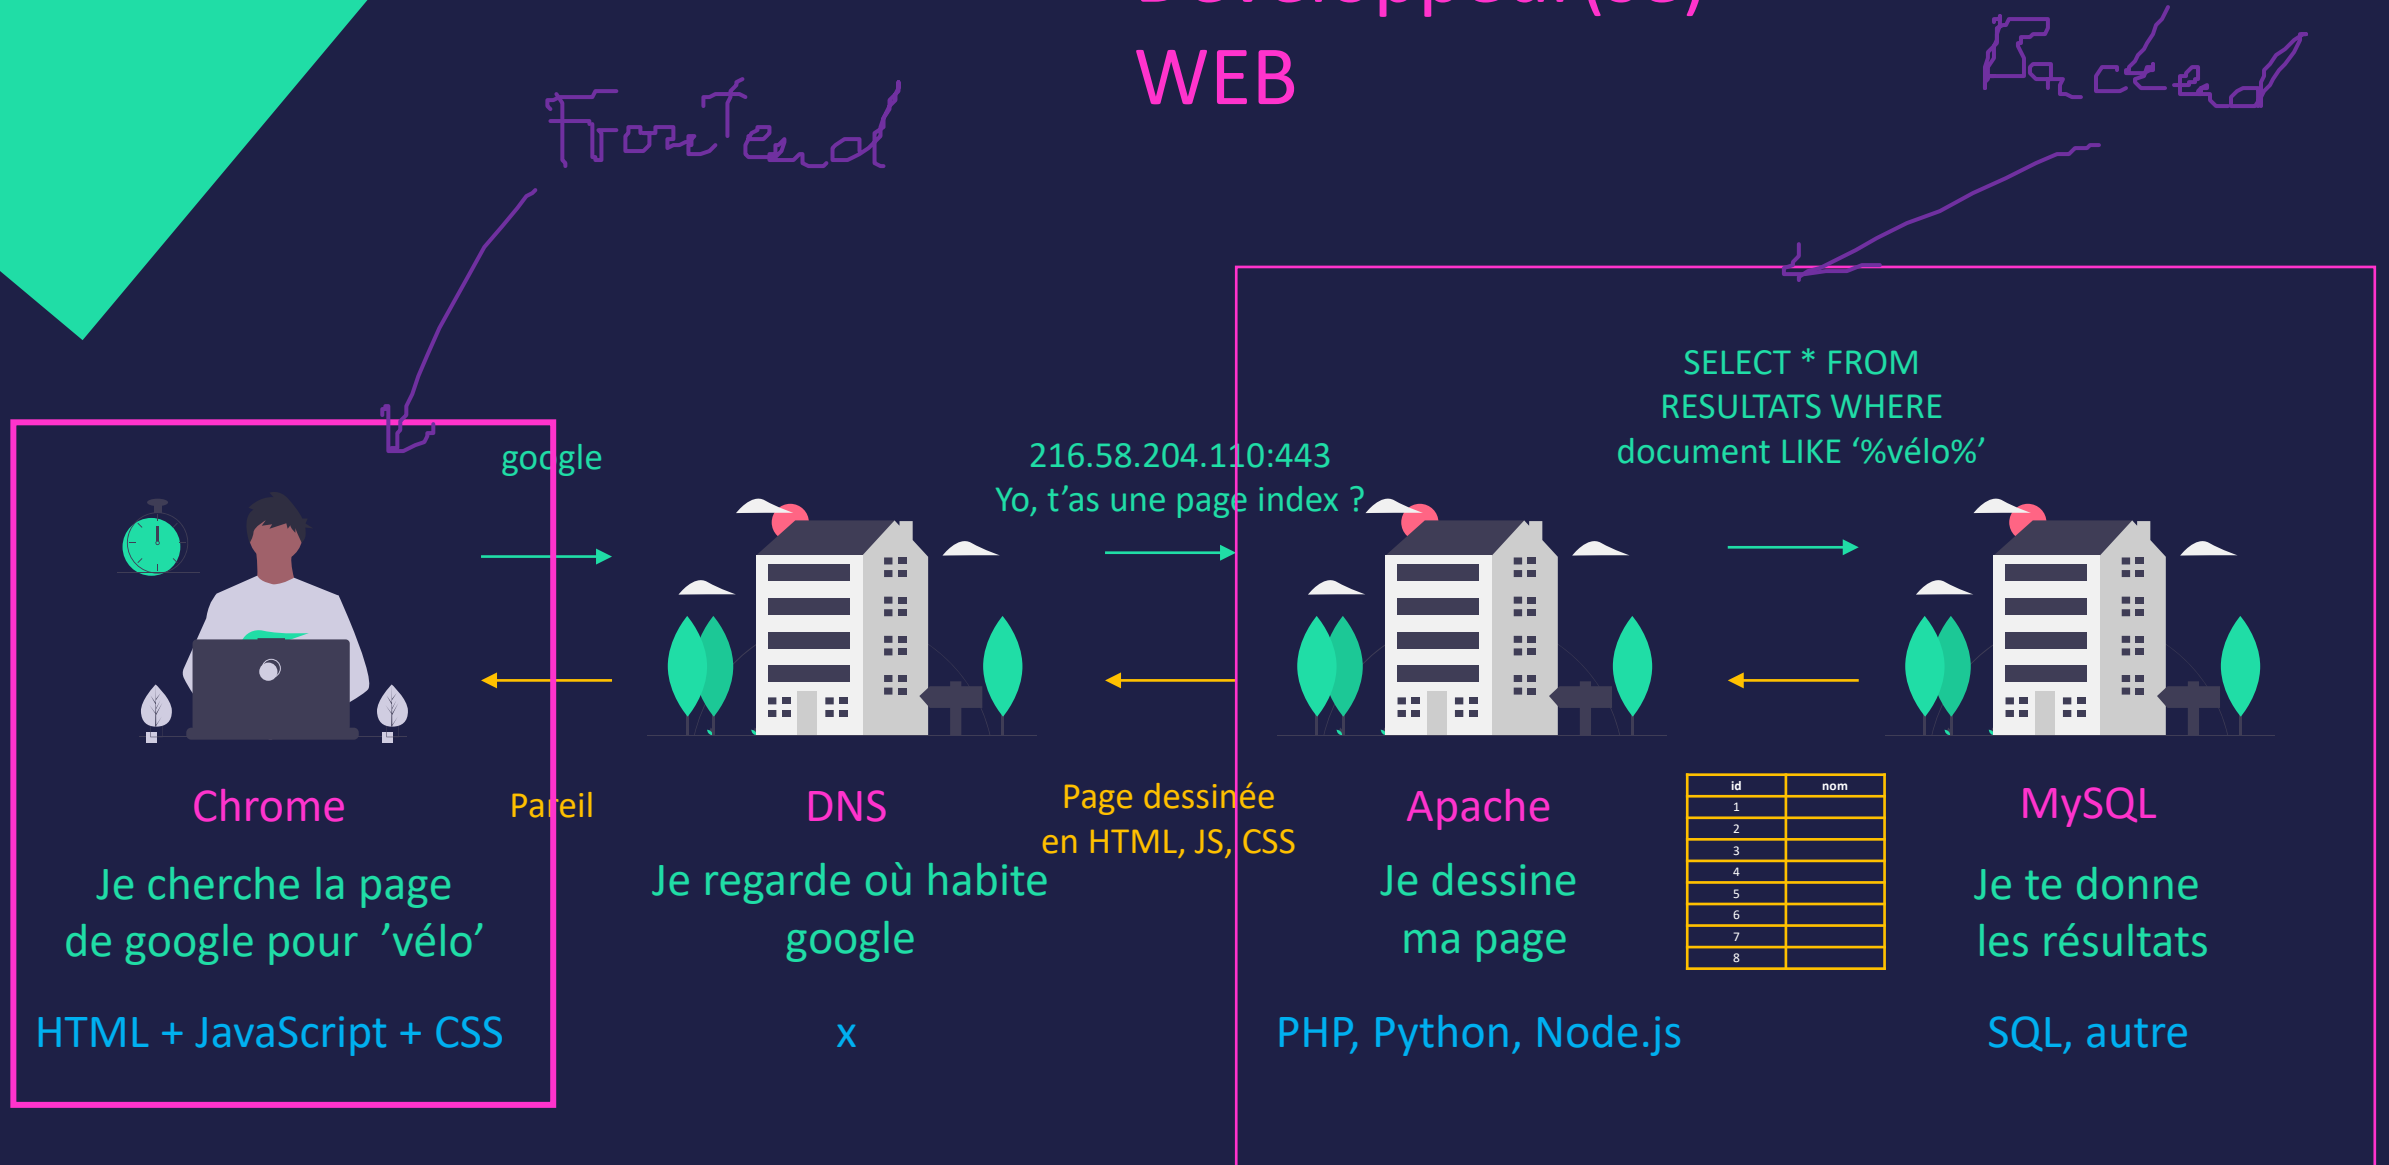 WEB
Frontend
Backend
SELECT * FROM
RESULTATS WHERE
document LIKE ‘%vélo%’
google
216.58.204.110:443
Yo, t’as une page index ?
Chrome
Pareil
DNS
Page dessinée
en HTML, JS, CSS
Apache
id nom
1
2
3
4
5
6
7
8
MySQL
Je cherche la page
de google pour ’vélo’
Je regarde où habite
google
Je dessine
ma page
Je te donne
les résultats
HTML + JavaScript + CSS
x
PHP, Python, Node.js
SQL, autre